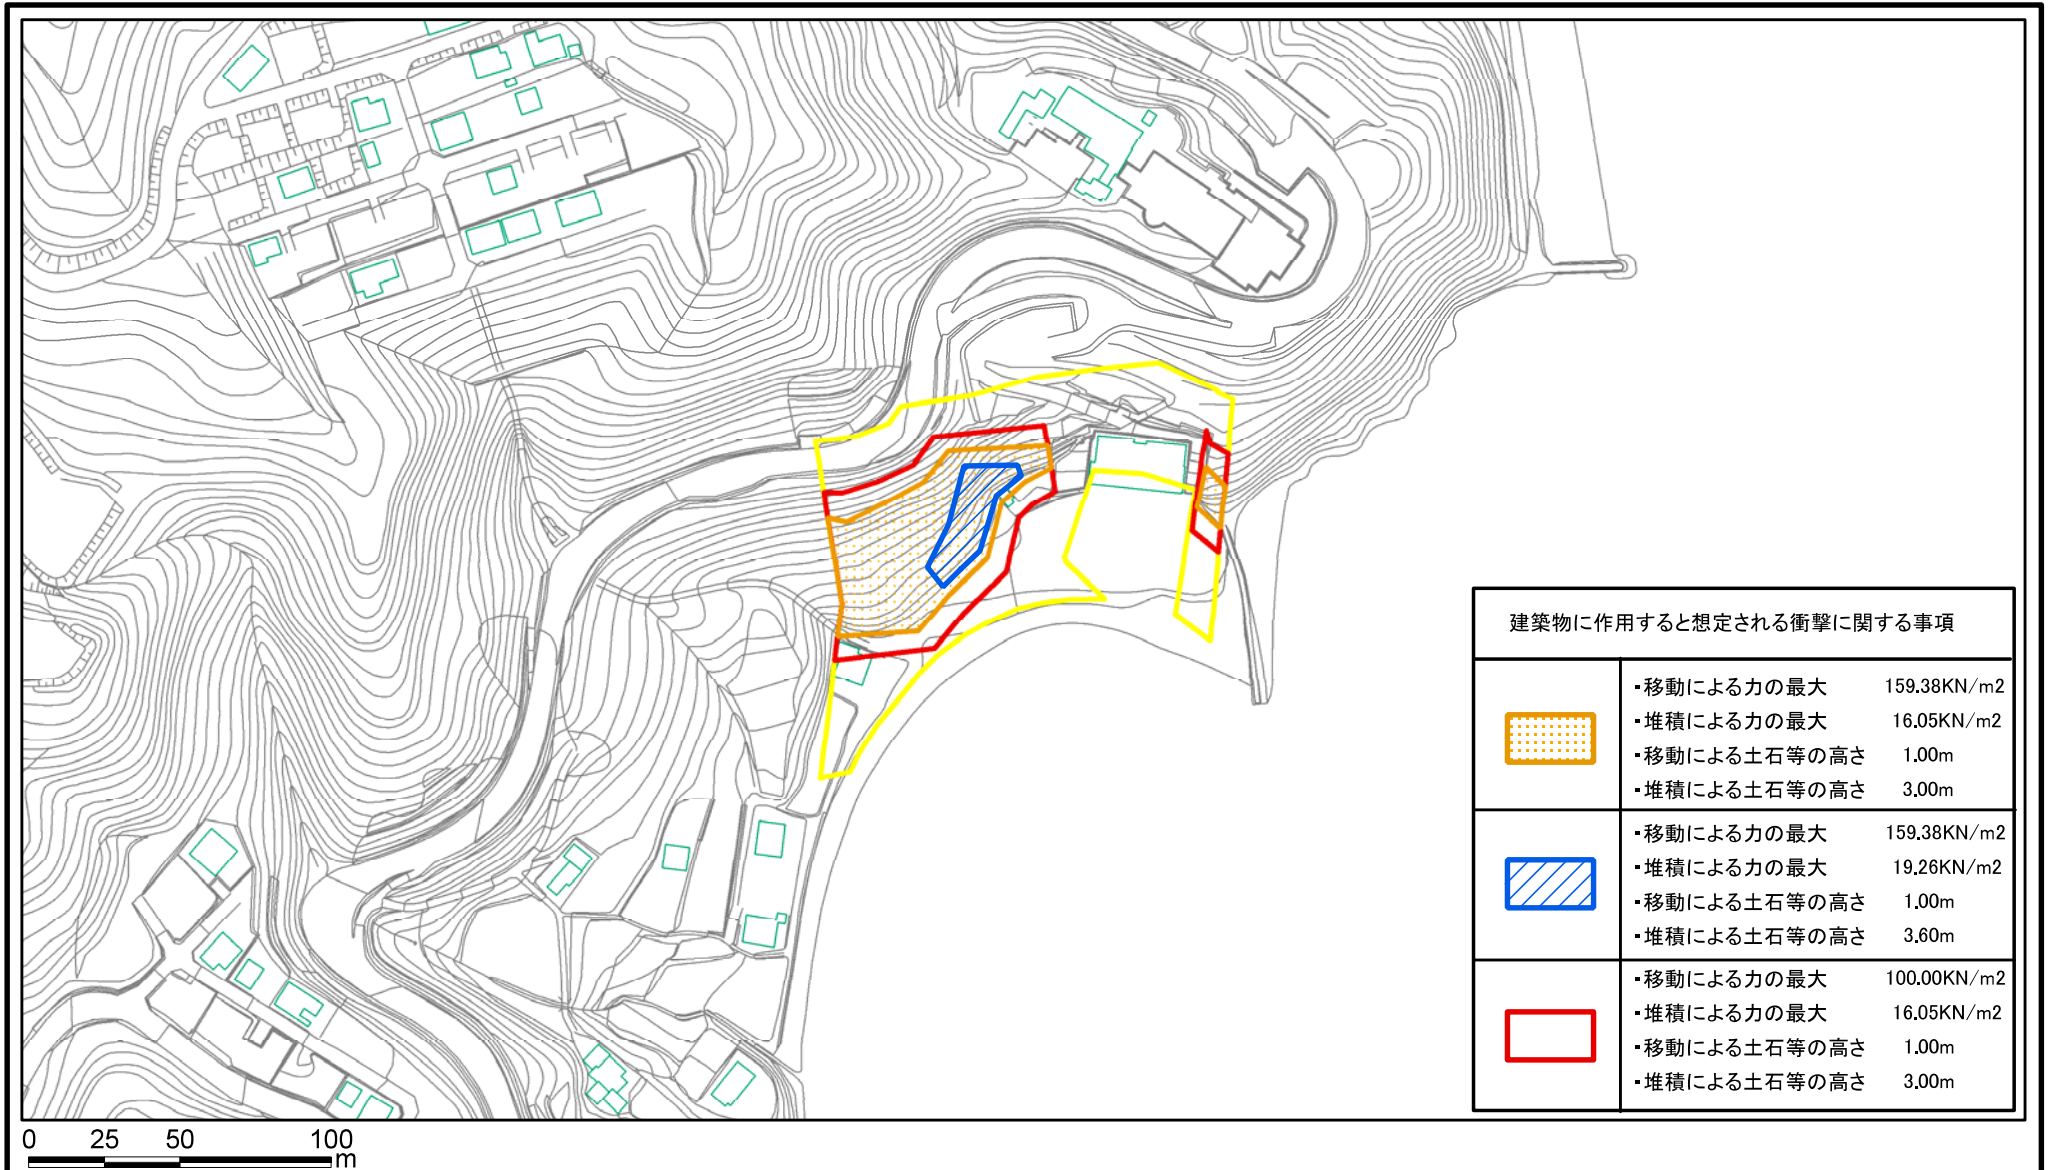 建築物に作用すると想定される衝撃に関する事項
・移動による力の最大 159.38KN/m2
・堆積による力の最大 16.05KN/m2
・移動による土石等の高さ 1.00m
・堆積による土石等の高さ 3.00m
・移動による力の最大 159.38KN/m2
・堆積による力の最大 19.26KN/m2
・移動による土石等の高さ 1.00m
・堆積による土石等の高さ 3.60m
・移動による力の最大 100.00KN/m2
・堆積による力の最大 16.05KN/m2
・移動による土石等の高さ 1.00m
・堆積による土石等の高さ 3.00m
0 25 50 100
m